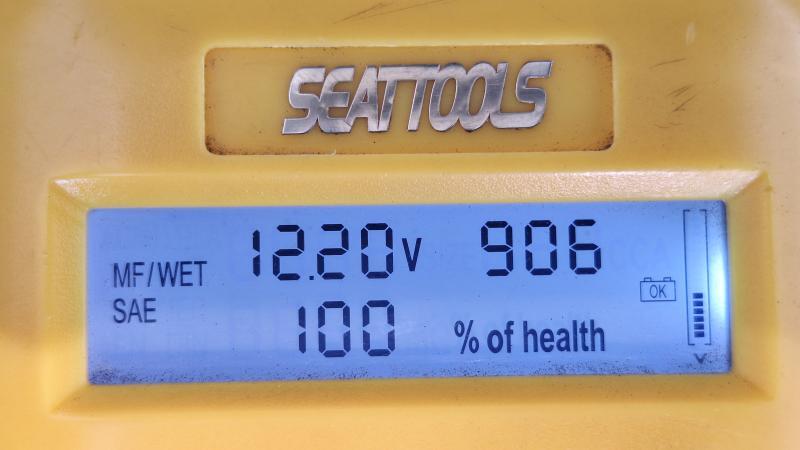 SEATTOOLS
MF/WET 12.20V 906
SAE 100 % of health OK
V